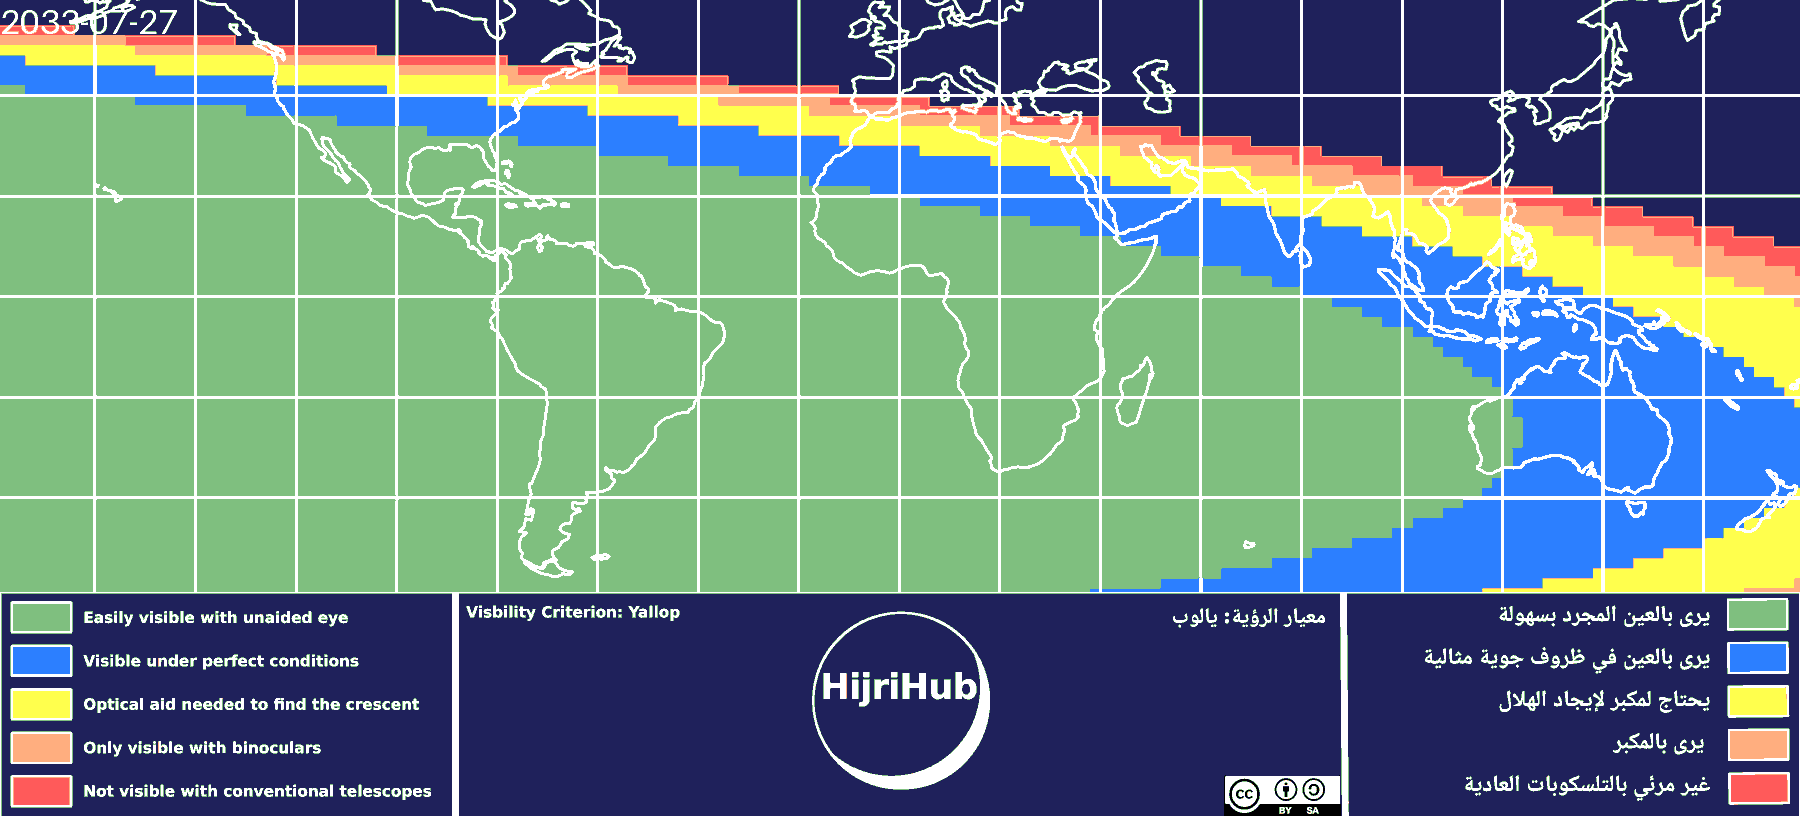 2033-07-27
Easily visible with unaided eye
Visible under perfect conditions
Optical aid needed to find the crescent
Only visible with binoculars
Not visible with conventional telescopes
Visbility Criterion: Yallop
معيار الرؤية: يالوب
HijriHub
cc
BY SA
يرى بالعين المجرد بسهولة
يرى بالعين في ظروف جوية مثالية
يحتاج لمكبر لإيجاد الهلال
يرى بالمكبر
غير مرئي بالتلسكوبات العادية